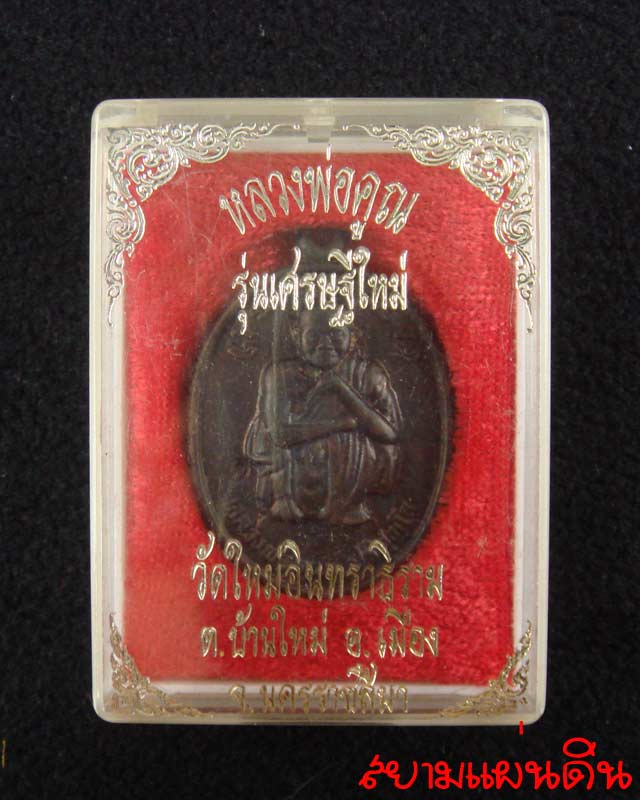 หลวงพ่อคูณ
รุ่นเศรษฐีใหม่
วัดใหม่อินทราธิราม
ต.บ้านใหม่ อ.เมือง
จ.นครราชสีมา
สยามแผ่นดิน